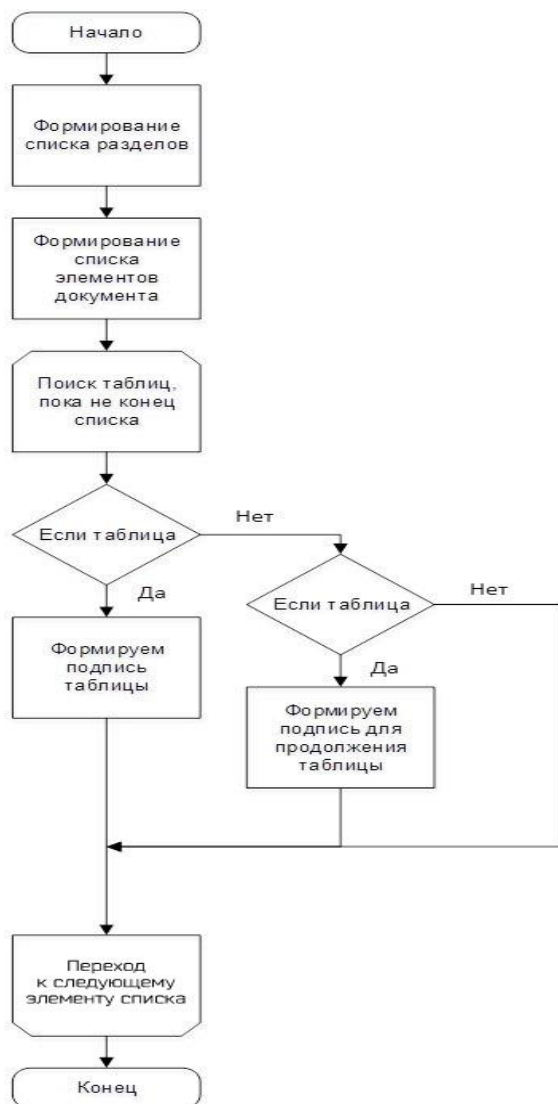 Начало
Формирование
списка разделов
Формирование
списка
элементов
документа
Поиск таблиц,
пока не конец
списка
Если таблица
Нет
Да
Если таблица
Нет
Да
Формируем
подпись
таблицы
Формируем
подпись для
продолжения
таблицы
Переход
к следующему
элементу списка
Конец